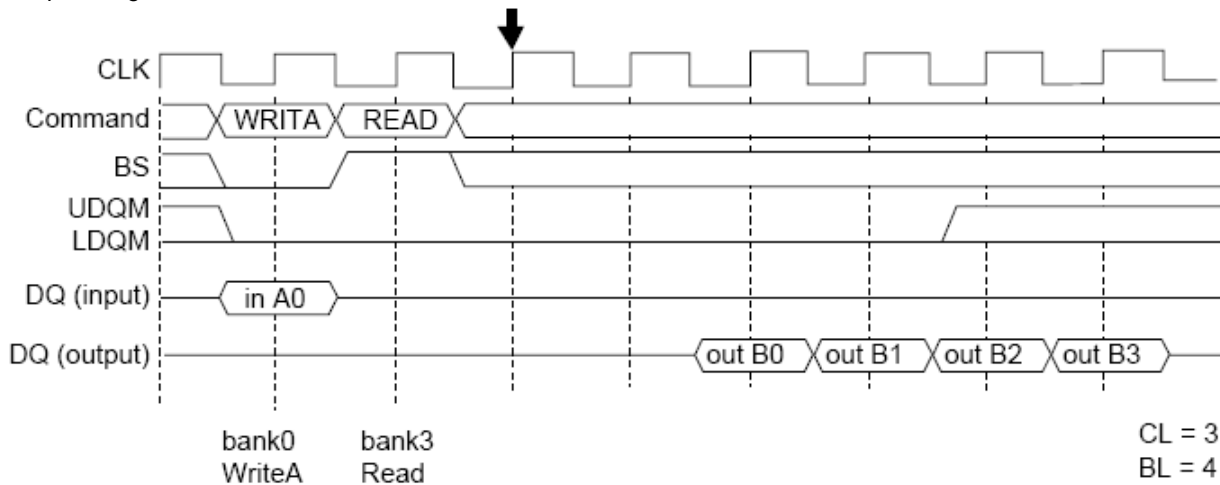 CLK
Command WRITA READ
BS
UDQM
LDQM
DQ (input) in A0
DQ (output) out B0 out B1 out B2 out B3
bank0 bank3 CL = 3
WriteA Read BL = 4